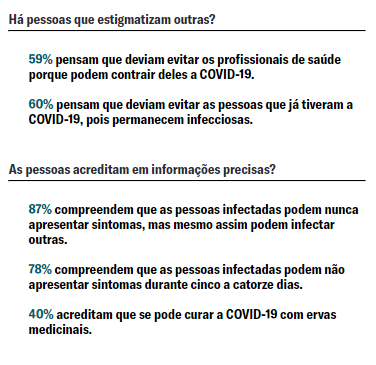 Há pessoas que estigmatizam outras?
59% pensam que deviam evitar os profissionais de saúde
porque podem contrair deles a COVID-19.
60% pensam que deviam evitar as pessoas que já tiveram a
COVID-19, pois permanecem infecciosas.
As pessoas acreditam em informações precisas?
87% compreendem que as pessoas infectadas podem nunca
apresentar sintomas, mas mesmo assim podem infectar
outras.
78% compreendem que as pessoas infectadas podem não
apresentar sintomas durante cinco a catorze dias.
40% acreditam que se pode curar a COVID-19 com ervas
medicinais.